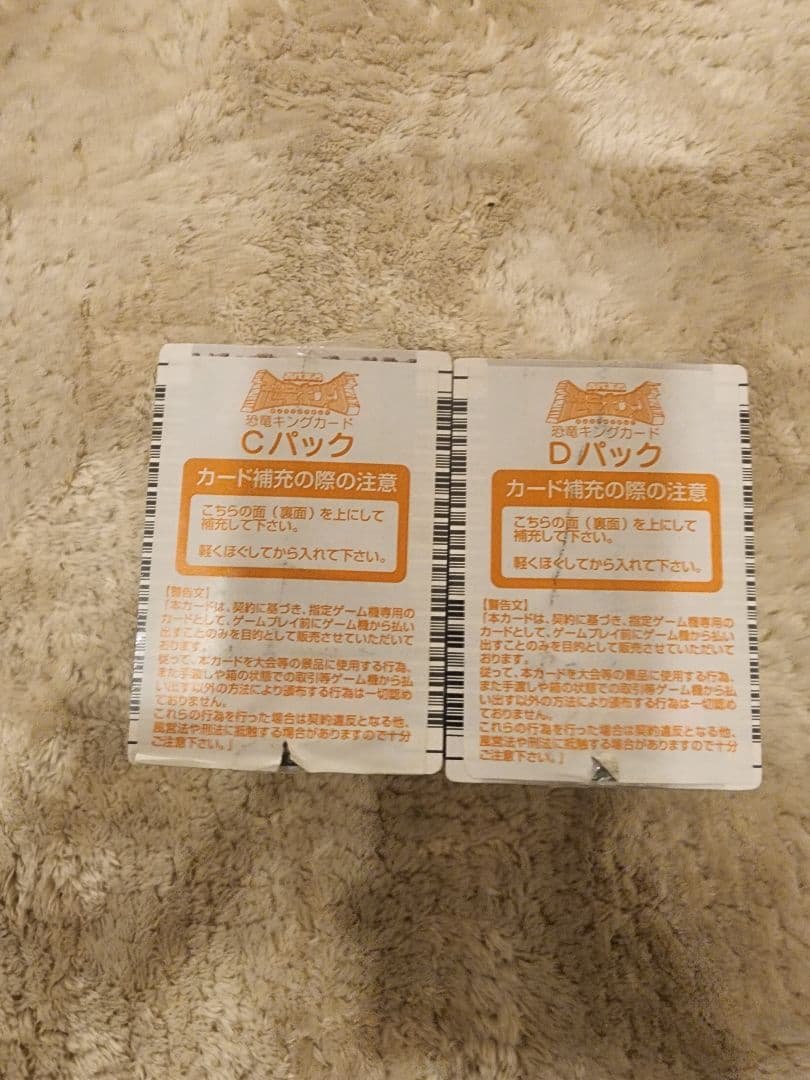 恐竜キング
恐竜キングカード
Cパック
カード補充の際の注意
こちらの面（裏面）を上にして
補充して下さい。
軽くほぐしてから入れて下さい。
【警告文】
「本カードは、契約に基づき、指定ゲーム機専用の
カードとして、ゲームプレイ前にゲーム機から払い
出すことのみを目的として販売させていただいて
おります。
従って、本カードを大会等の景品に使用する行為、
また手渡しや箱の状態での取引等ゲーム機から払
い出す以外の方法により頒布する行為は一切認め
ておりません。
これらの行為を行った場合は契約違反となる他、
風営法や刑法に抵触する場合がありますので十分
ご注意下さい。」
恐竜キング
恐竜キングカード
Dパック
カード補充の際の注意
こちらの面（裏面）を上にして
補充して下さい。
軽くほぐしてから入れて下さい。
【警告文】
「本カードは、契約に基づき、指定ゲーム機専用の
カードとして、ゲームプレイ前にゲーム機から払い
出すことのみを目的として販売させていただいて
おります。
従って、本カードを大会等の景品に使用する行為、
また手渡しや箱の状態での取引等ゲーム機から払
い出す以外の方法により頒布する行為は一切認め
ておりません。
これらの行為を行った場合は契約違反となる他、
風営法や刑法に抵触する場合がありますので十分
ご注意下さい。」